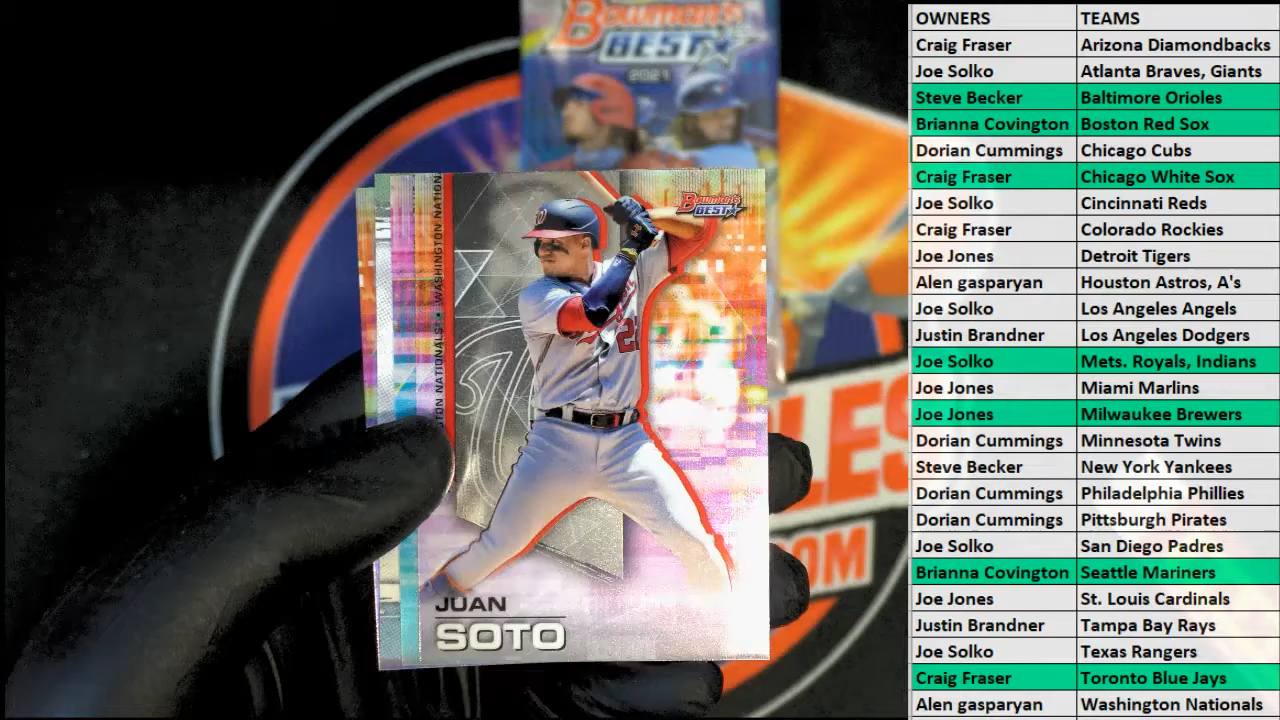 Bowman's
BEST
2021
WASHINGTON NATION
TON NATIONALS •
Bowman's
BEST
JUAN
SOTO
LES
OM
OWNERS TEAMS
Craig Fraser Arizona Diamondbacks
Joe Solko Atlanta Braves, Giants
Steve Becker Baltimore Orioles
Brianna Covington Boston Red Sox
Dorian Cummings Chicago Cubs
Craig Fraser Chicago White Sox
Joe Solko Cincinnati Reds
Craig Fraser Colorado Rockies
Joe Jones Detroit Tigers
Alen gasparyan Houston Astros, A's
Joe Solko Los Angeles Angels
Justin Brandner Los Angeles Dodgers
Joe Solko Mets. Royals, Indians
Joe Jones Miami Marlins
Joe Jones Milwaukee Brewers
Dorian Cummings Minnesota Twins
Steve Becker New York Yankees
Dorian Cummings Philadelphia Phillies
Dorian Cummings Pittsburgh Pirates
Joe Solko San Diego Padres
Brianna Covington Seattle Mariners
Joe Jones St. Louis Cardinals
Justin Brandner Tampa Bay Rays
Joe Solko Texas Rangers
Craig Fraser Toronto Blue Jays
Alen gasparyan Washington Nationals